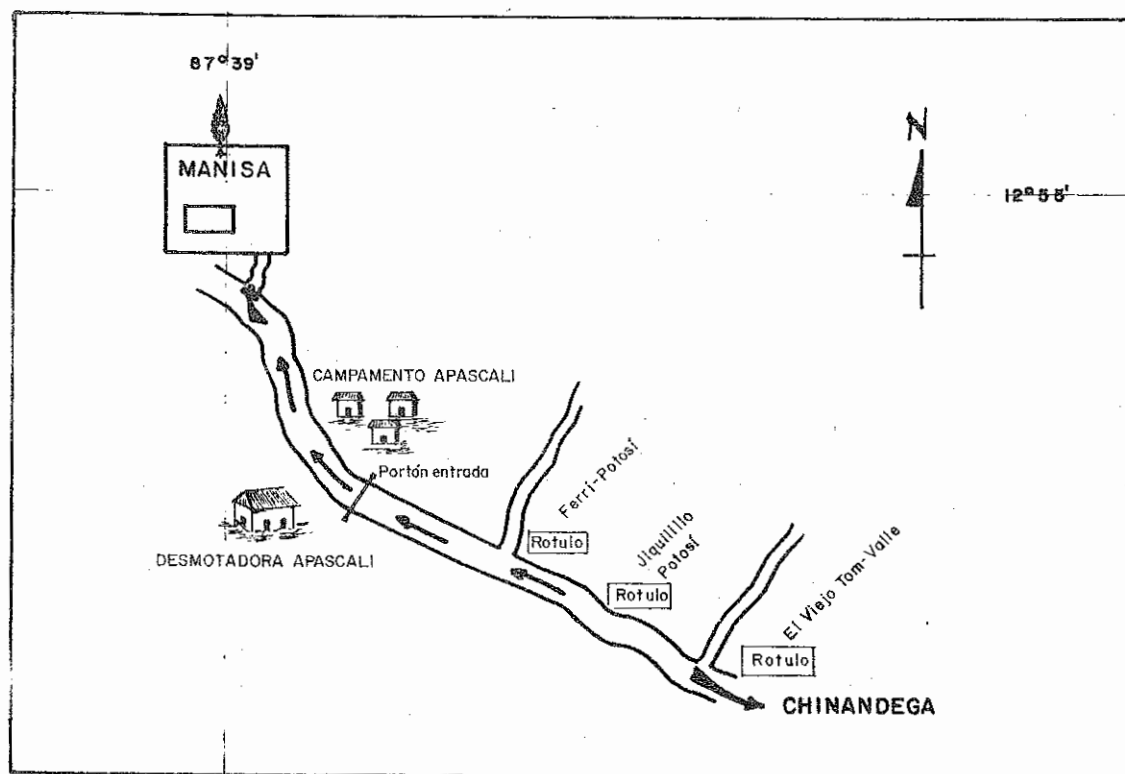 87°39'
N
MANISA
12°55'
CAMPAMENTO APASCALI
Portón entrada
Ferri-Potosí
DESMOTADORA APASCALI
Rotulo
Jiquilillo
Potosí
Rotulo
El Viejo Tom-Valle
Rotulo
CHINANDEGA